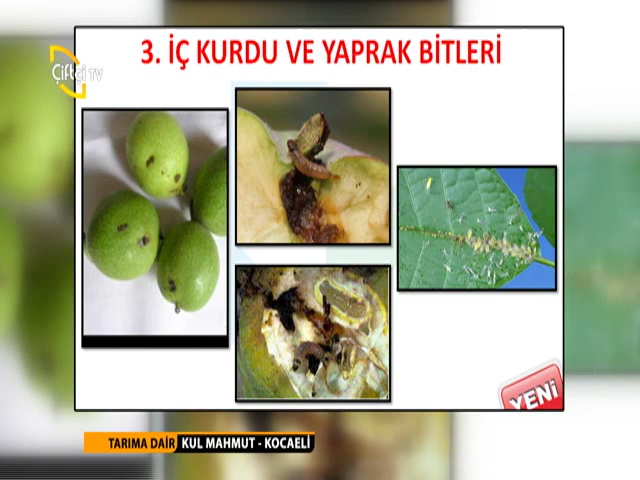 3. İÇ KURDU VE YAPRAK BİTLERİ
Çiftçi TV
YENİ
TARIMA DAİR KUL MAHMUT - KOCAELİ